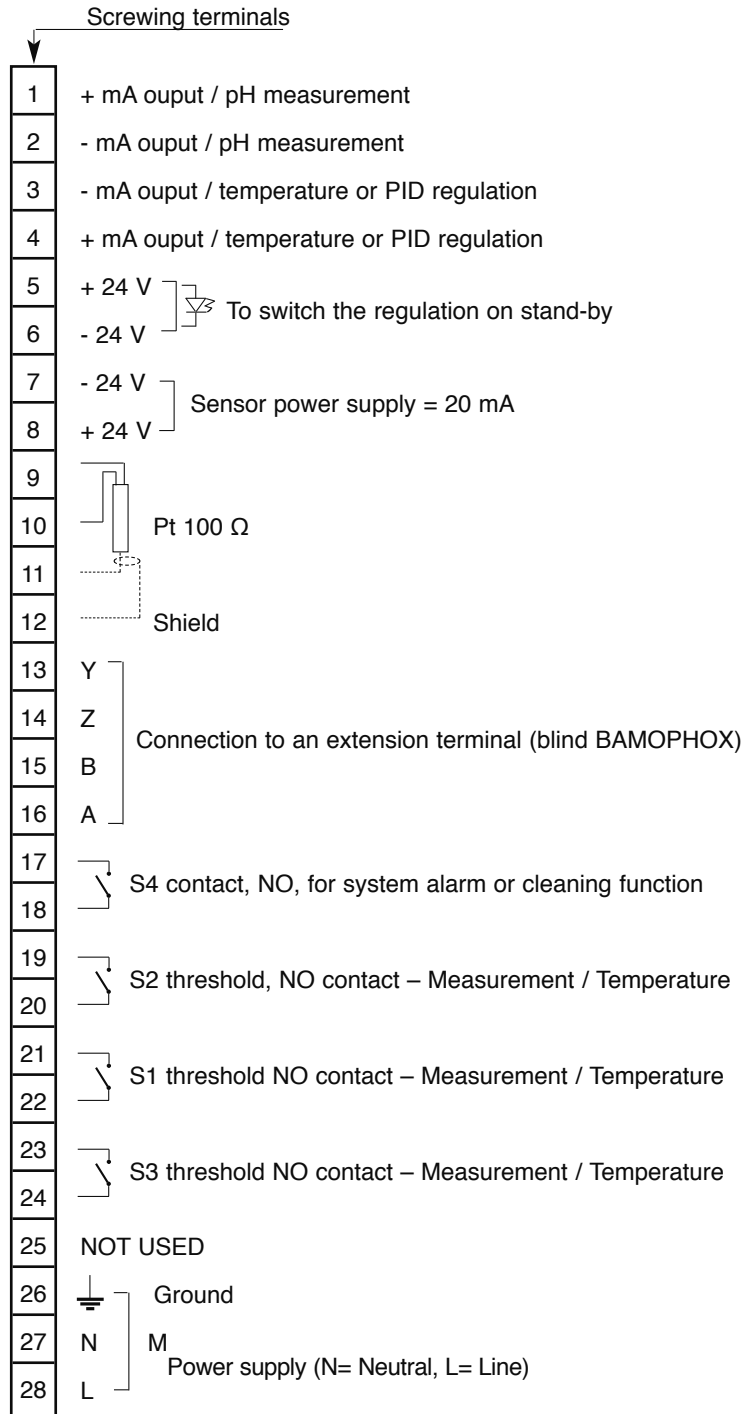 Screwing terminals
1 + mA ouput / pH measurement
2 - mA ouput / pH measurement
3 - mA ouput / temperature or PID regulation
4 + mA ouput / temperature or PID regulation
5 + 24 V
To switch the regulation on stand-by
6 - 24 V
7 - 24 V
Sensor power supply = 20 mA
8 + 24 V
9
10 Pt 100 Ω
11
12 Shield
13 Y
14 Z
Connection to an extension terminal (blind BAMOPHOX)
15 B
16 A
17
S4 contact, NO, for system alarm or cleaning function
18
19
S2 threshold, NO contact – Measurement / Temperature
20
21
S1 threshold NO contact – Measurement / Temperature
22
23
S3 threshold NO contact – Measurement / Temperature
24
25 NOT USED
26 Ground
27 N M
Power supply (N= Neutral, L= Line)
28 L